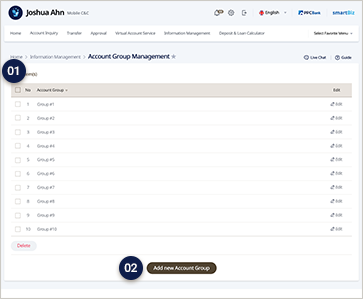 Joshua Ahn Mobile C&C
English
PPCBank
smartBiz
Home Account Inquiry Transfer Approval Virtual Account Service Information Management Deposit & Loan Calculator Select Favorite Menu
Home > Information Management > Account Group Management
Live Chat | Guide
01
No Account Group Edit
1 Group #1 Edit
2 Group #2 Edit
3 Group #3 Edit
4 Group #4 Edit
5 Group #5 Edit
6 Group #6 Edit
7 Group #7 Edit
8 Group #8 Edit
9 Group #9 Edit
10 Group #10 Edit
Delete
02 Add new Account Group